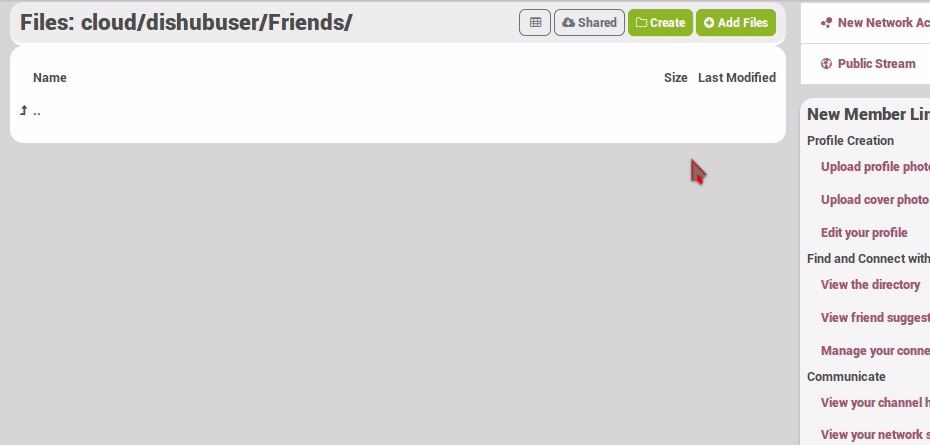 Files: cloud/dishubuser/Friends/
Shared
Create
Add Files
Name
Size
Last Modified
..
New Network Ac
Public Stream
New Member Lin
Profile Creation
Upload profile photo
Upload cover photo
Edit your profile
Find and Connect with
View the directory
View friend suggest
Manage your conne
Communicate
View your channel h
View your network s